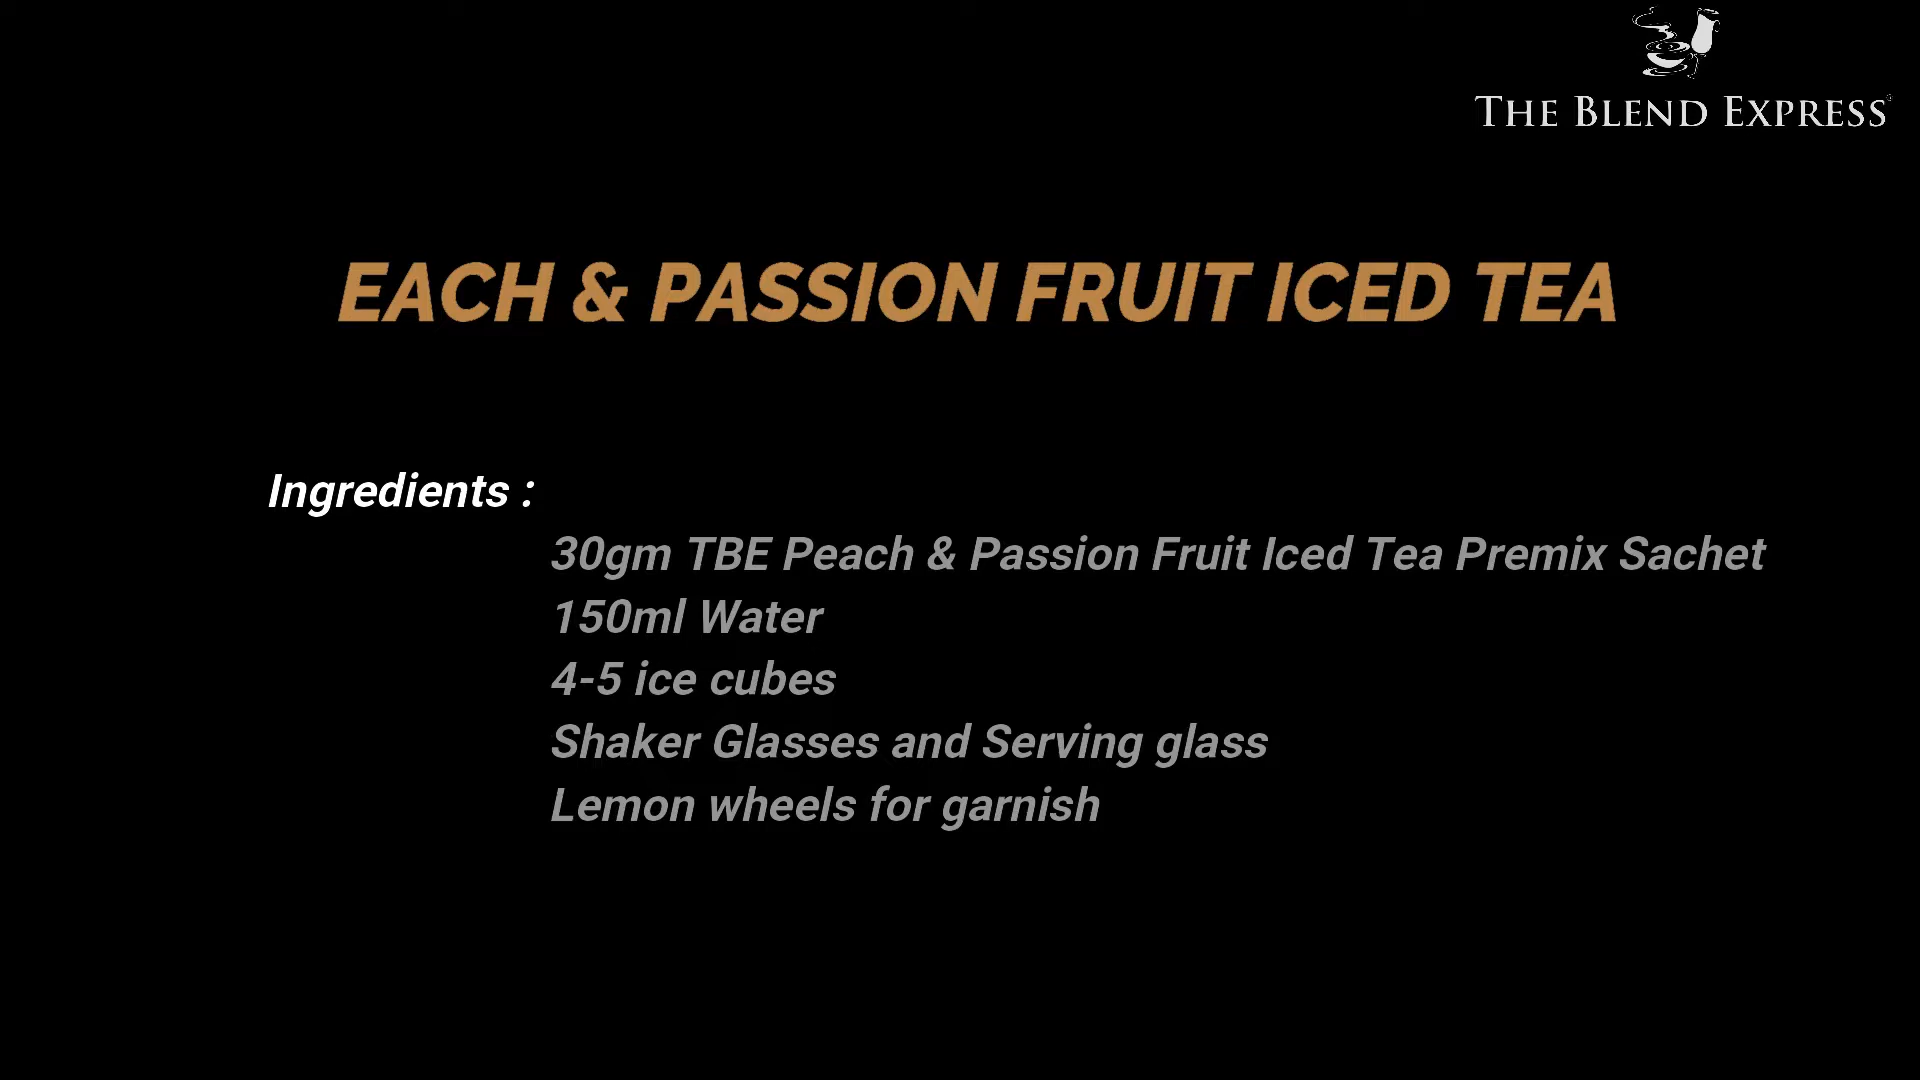 THE BLEND EXPRESS
EACH & PASSION FRUIT ICED TEA
Ingredients :
30gm TBE Peach & Passion Fruit Iced Tea Premix Sachet
150ml Water
4-5 ice cubes
Shaker Glasses and Serving glass
Lemon wheels for garnish